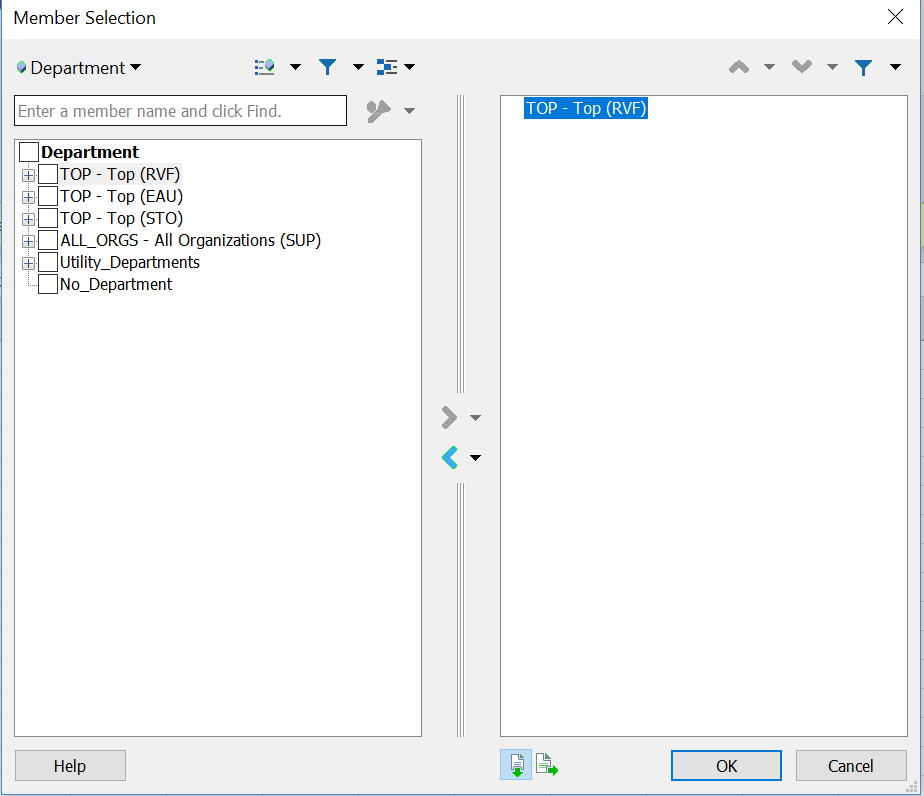 Member Selection
Department
Enter a member name and click Find.
Department
TOP - Top (RVF)
TOP - Top (EAU)
TOP - Top (STO)
ALL_ORGS - All Organizations (SUP)
Utility_Departments
No_Department
TOP - Top (RVF)
Help
OK
Cancel